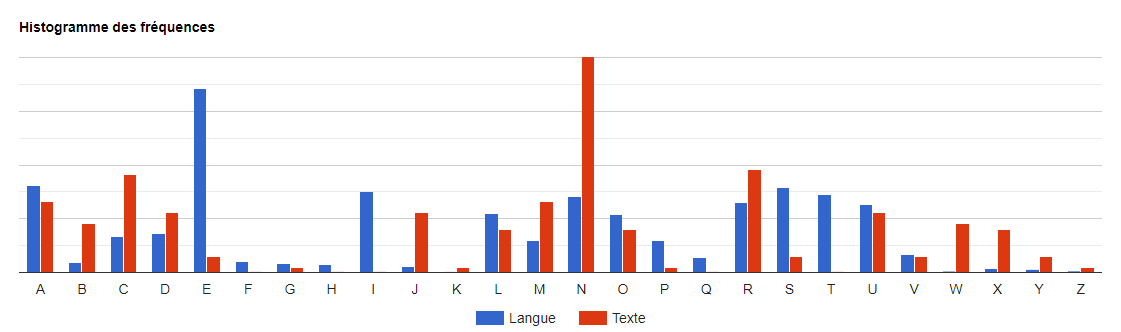 Histogramme des fréquences
A B C D E F G H I J K L M N O P Q R S T U V W X Y Z
Langue Texte